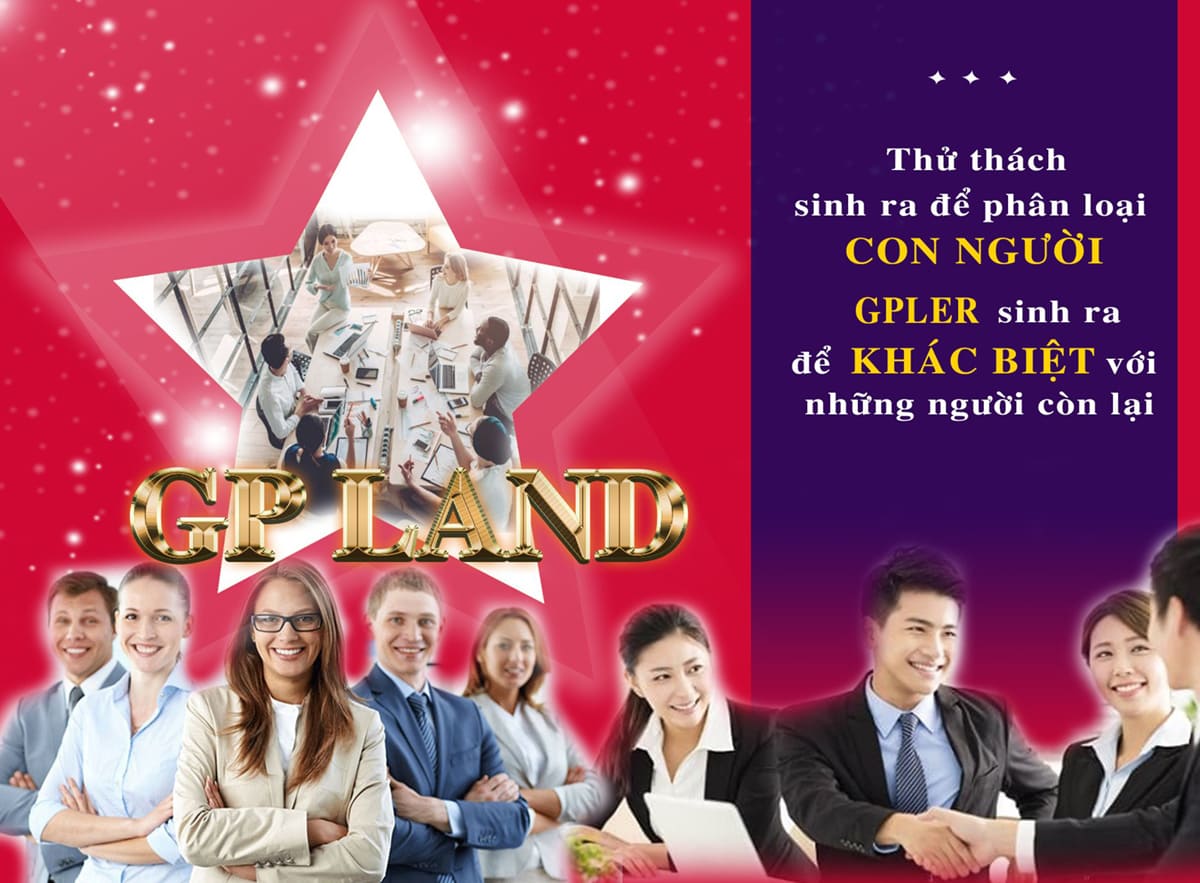 GP LAND
Thử thách
sinh ra để phân loại
CON NGƯỜI
GPLER sinh ra
để KHÁC BIỆT với
những người còn lại